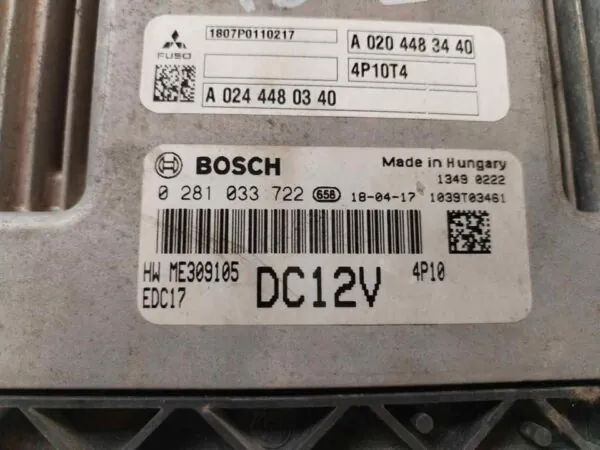 1807P0110217
A 020 448 34 40
FUSO
4P10T4
A 024 448 03 40
BOSCH
Made in Hungary
1349 0222
0 281 033 722 658 18-04-17 1039T03461
HW ME309105
DC12V
4P10
EDC17